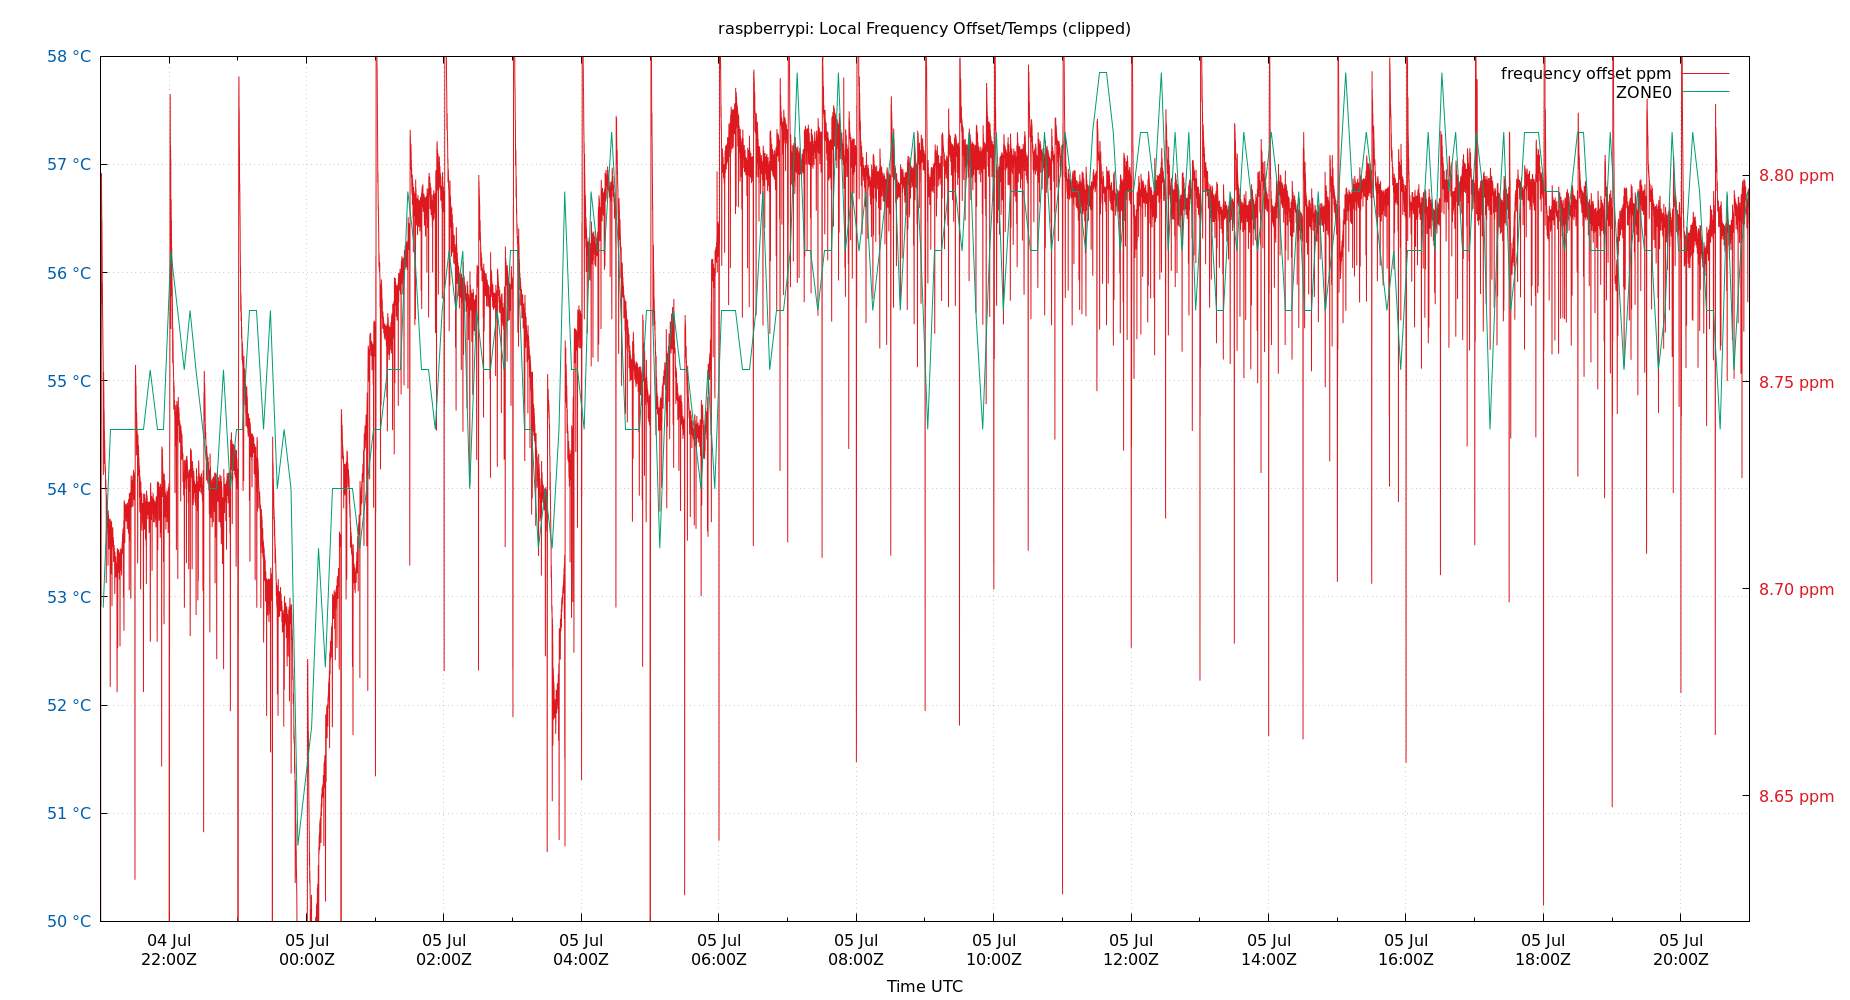 raspberrypi: Local Frequency Offset/Temps (clipped)
frequency offset ppm
ZONE0
58 °C
57 °C
56 °C
55 °C
54 °C
53 °C
52 °C
51 °C
50 °C
8.80 ppm
8.75 ppm
8.70 ppm
8.65 ppm
04 Jul
22:00Z
05 Jul
00:00Z
05 Jul
02:00Z
05 Jul
04:00Z
05 Jul
06:00Z
05 Jul
08:00Z
05 Jul
10:00Z
05 Jul
12:00Z
05 Jul
14:00Z
05 Jul
16:00Z
05 Jul
18:00Z
05 Jul
20:00Z
Time UTC